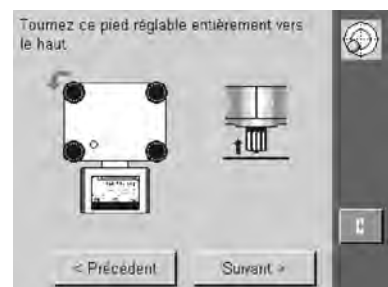 Tournez ce pied réglable entièrement vers
le haut
< Précédent
Suivant >